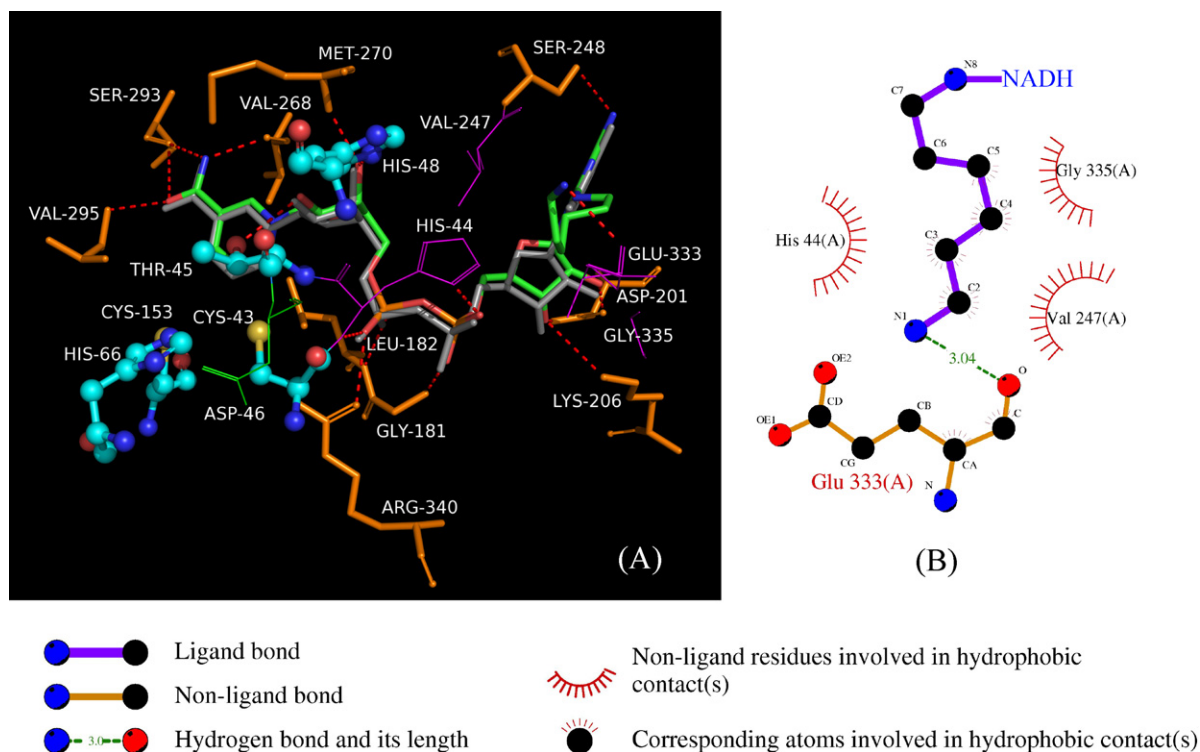 MET-270
SER-248
SER-293
VAL-268
VAL-247
HIS-48
VAL-295
HIS-44
THR-45
GLU-333
ASP-201
CYS-153
CYS-43
GLY-335
HIS-66
LEU-182
ASP-46
GLY-181
LYS-206
ARG-340
(A)
N8
NADH
C7
C6
C5
Gly 335(A)
C4
His 44(A)
C3
C2
Val 247(A)
N1
3.04
OE2
O
CD
CB
C
OE1
CG
CA
Glu 333(A)
N
(B)
Ligand bond
Non-ligand bond
3.0
Hydrogen bond and its length
Non-ligand residues involved in hydrophobic
contact(s)
Corresponding atoms involved in hydrophobic contact(s)